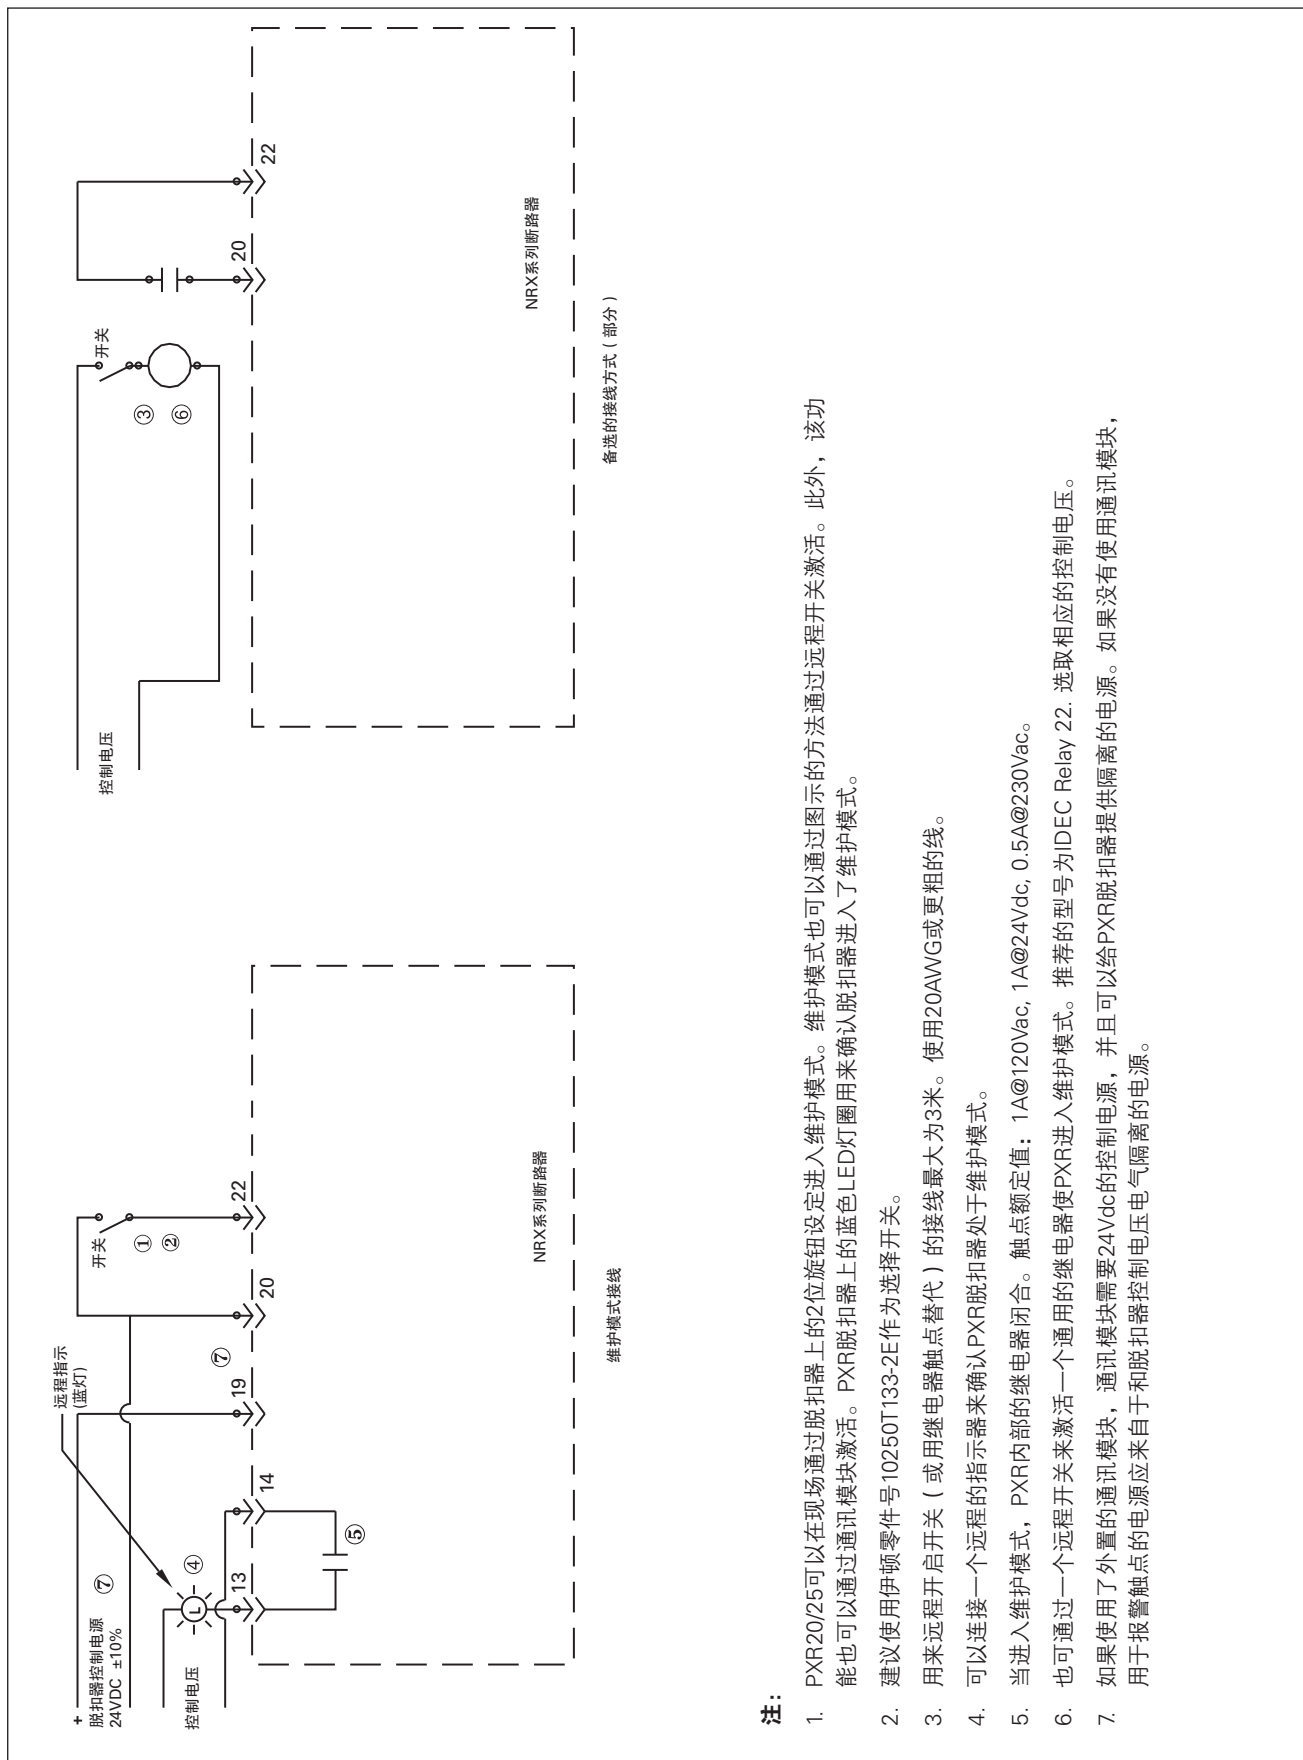 +
脱扣器控制电源 ⑦
24VDC ±10%
控制电压
远程指示
(蓝灯)
④
L
13
14
⑤
19
⑦
20
开关
①
②
22
NRX系列断路器
维护模式接线
控制电压
开关
③
⑥
20
22
NRX系列断路器
备选的接线方式（部分）
注：
1. PXR20/25可以在现场通过脱扣器上的2位旋钮设定进入维护模式。维护模式也可以通过图示的方法通过远程开关激活。此外，该功
能也可以通过通讯模块激活。PXR脱扣器上的蓝色LED灯圈用来确认脱扣器进入了维护模式。
2. 建议使用伊顿零件号10250T133-2E作为选择开关。
3. 用来远程开启开关（或用继电器触点替代）的接线最大为3米。使用20AWG或更粗的线。
4. 可以连接一个远程的指示器来确认PXR脱扣器处于维护模式。
5. 当进入维护模式，PXR内部的继电器闭合。触点额定值：1A@120Vac, 1A@24Vdc, 0.5A@230Vac。
6. 也可通过一个远程开关来激活一个通用的继电器使PXR进入维护模式。推荐的型号为IDEC Relay 22. 选取相应的控制电压。
7. 如果使用了外置的通讯模块，通讯模块需要24Vdc的控制电源，并且可以给PXR脱扣器提供隔离的电源。如果没有使用通讯模块，
用于报警触点的电源应来自于和脱扣器控制电压电气隔离的电源。